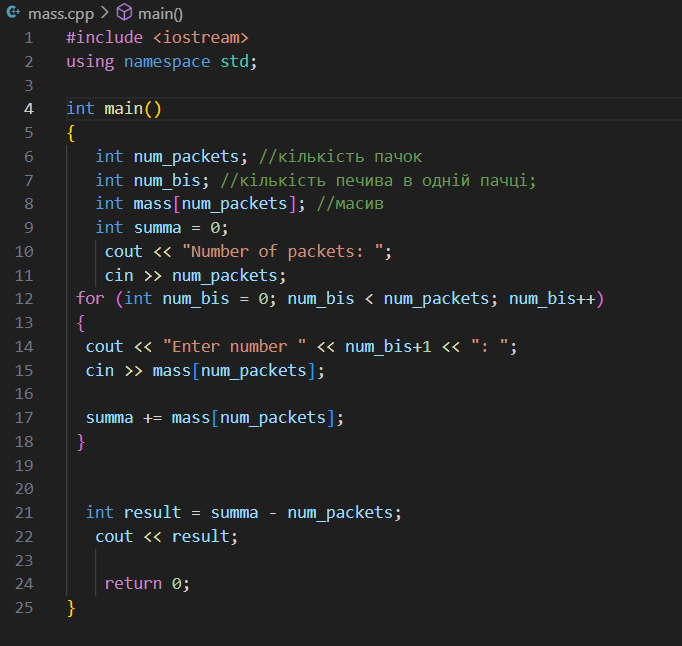 mass.cpp > main()
1 #include <iostream>
2 using namespace std;
3
4 int main()
5 {
6 int num_packets; //кількість пачок
7 int num_bis; //кількість печива в одній пачці;
8 int mass[num_packets]; //масив
9 int summa = 0;
10 cout << "Number of packets: ";
11 cin >> num_packets;
12 for (int num_bis = 0; num_bis < num_packets; num_bis++)
13 {
14 cout << "Enter number " << num_bis+1 << ": ";
15 cin >> mass[num_packets];
16
17 summa += mass[num_packets];
18 }
19
20
21 int result = summa - num_packets;
22 cout << result;
23
24 return 0;
25 }